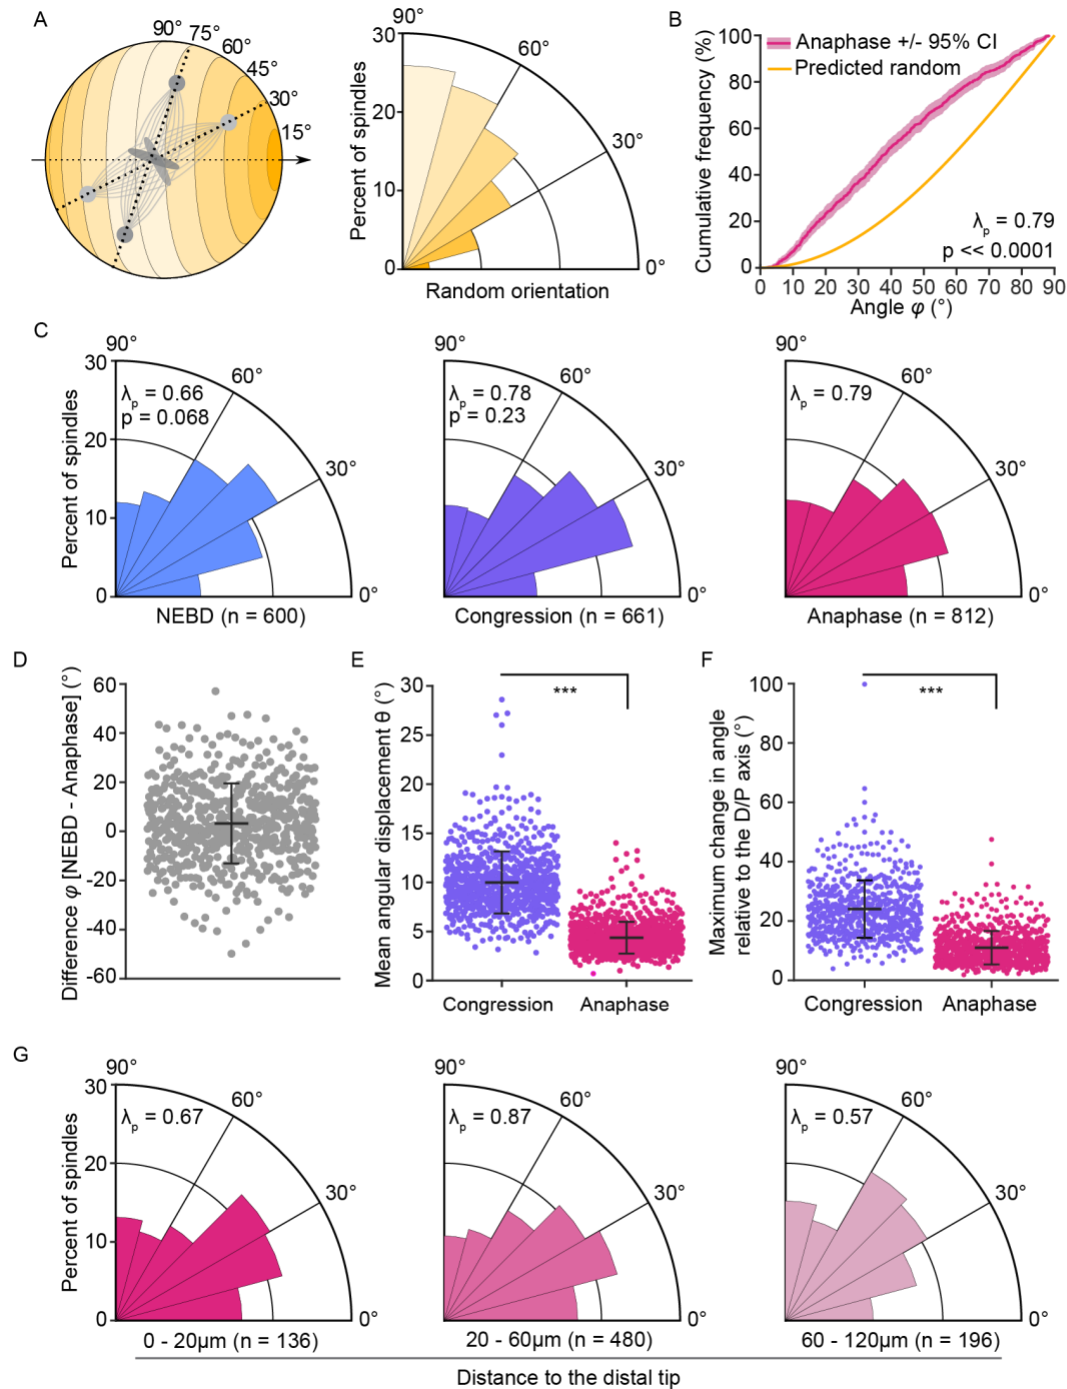 A
90°
75°
60°
45°
30°
15°
90°
60°
30°
0°
30
20
10
0
Percent of spindles
Random orientation
B
Anaphase +/- 95% CI
Predicted random
100
80
60
40
20
0
Cumulative frequency (%)
λp = 0.79
p << 0.0001
0 10 20 30 40 50 60 70 80 90
Angle φ (°)
C
90°
60°
30°
0°
30
20
10
0
Percent of spindles
λp = 0.66
p = 0.068
NEBD (n = 600)
90°
60°
30°
0°
λp = 0.78
p = 0.23
Congression (n = 661)
90°
60°
30°
0°
λp = 0.79
Anaphase (n = 812)
D
60
40
20
0
-20
-40
-60
Difference φ [NEBD - Anaphase] (°)
E
30
25
20
15
10
5
0
Mean angular displacement θ (°)
***
Congression Anaphase
F
100
80
60
40
20
0
Maximum change in angle
relative to the D/P axis (°)
***
Congression Anaphase
G
90°
60°
30°
0°
30
20
10
0
Percent of spindles
λp = 0.67
0 - 20µm (n = 136)
90°
60°
30°
0°
λp = 0.87
20 - 60µm (n = 480)
90°
60°
30°
0°
λp = 0.57
60 - 120µm (n = 196)
Distance to the distal tip